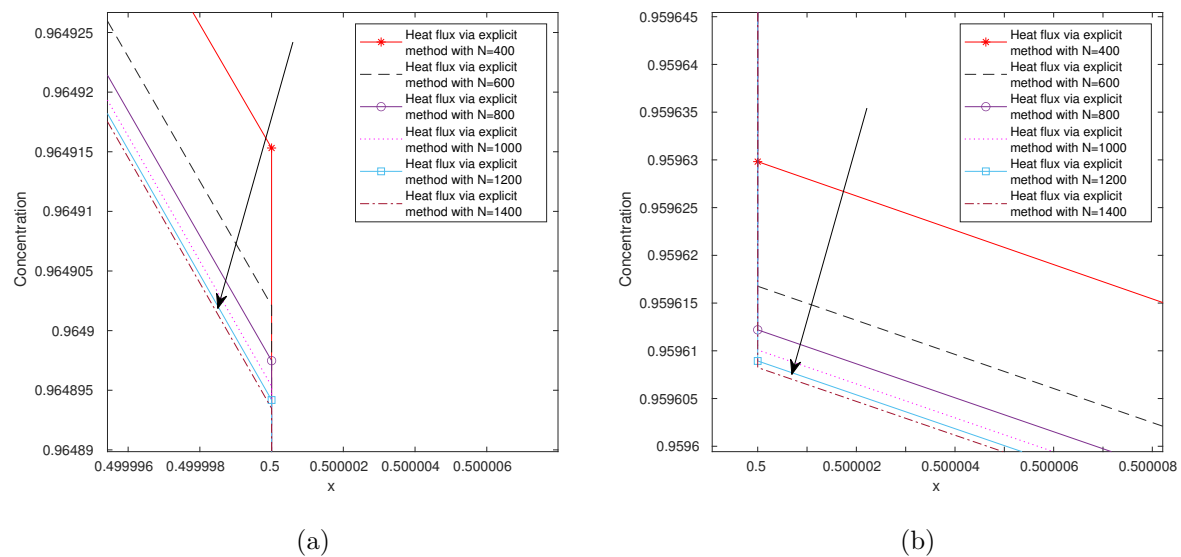 0.964925
0.96492
0.964915
0.96491
0.964905
0.9649
0.964895
0.96489
Concentration
0.499996
0.499998
0.5
0.500002
0.500004
0.500006
x
Heat flux via explicit
method with N=400
Heat flux via explicit
method with N=600
Heat flux via explicit
method with N=800
Heat flux via explicit
method with N=1000
Heat flux via explicit
method with N=1200
Heat flux via explicit
method with N=1400
(a)
0.959645
0.95964
0.959635
0.95963
0.959625
0.95962
0.959615
0.95961
0.959605
0.9596
Concentration
0.5
0.500002
0.500004
0.500006
0.500008
x
Heat flux via explicit
method with N=400
Heat flux via explicit
method with N=600
Heat flux via explicit
method with N=800
Heat flux via explicit
method with N=1000
Heat flux via explicit
method with N=1200
Heat flux via explicit
method with N=1400
(b)